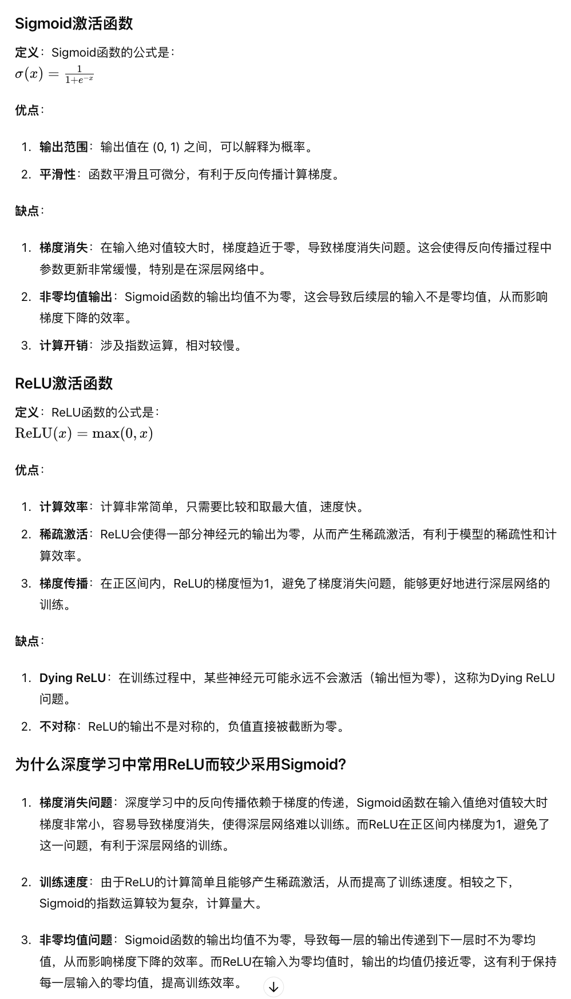 Sigmoid激活函数
定义：Sigmoid函数的公式是：
σ(x) = 1/(1+e^{-x})
优点：
1. 输出范围：输出值在 (0, 1) 之间，可以解释为概率。
2. 平滑性：函数平滑且可微分，有利于反向传播计算梯度。
缺点：
1. 梯度消失：在输入绝对值较大时，梯度趋近于零，导致梯度消失问题。这会使得反向传播过程中
参数更新非常缓慢，特别是在深层网络中。
2. 非零均值输出：Sigmoid函数的输出均值不为零，这会导致后续层的输入不是零均值，从而影响
梯度下降的效率。
3. 计算开销：涉及指数运算，相对较慢。
ReLU激活函数
定义：ReLU函数的公式是：
ReLU(x) = max(0, x)
优点：
1. 计算效率：计算非常简单，只需要比较和取最大值，速度快。
2. 稀疏激活：ReLU会使得一部分神经元的输出为零，从而产生稀疏激活，有利于模型的稀疏性和计
算效率。
3. 梯度传播：在正区间内，ReLU的梯度恒为1，避免了梯度消失问题，能够更好地进行深层网络的
训练。
缺点：
1. Dying ReLU：在训练过程中，某些神经元可能永远不会激活（输出恒为零），这称为Dying ReLU
问题。
2. 不对称：ReLU的输出不是对称的，负值直接被截断为零。
为什么深度学习中常用ReLU而较少采用Sigmoid?
1. 梯度消失问题：深度学习中的反向传播依赖于梯度的传递，Sigmoid函数在输入值绝对值较大时
梯度非常小，容易导致梯度消失，使得深层网络难以训练。而ReLU在正区间内梯度为1，避免了
这一问题，有利于深层网络的训练。
2. 训练速度：由于ReLU的计算简单且能够产生稀疏激活，从而提高了训练速度。相较之下，
Sigmoid的指数运算较为复杂，计算量大。
3. 非零均值问题：Sigmoid函数的输出均值不为零，导致每一层的输出传递到下一层时不为零均
值，从而影响梯度下降的效率。而ReLU在输入为零均值时，输出的均值仍接近零，这有利于保持
每一层输入的零均值，提高训练效率。